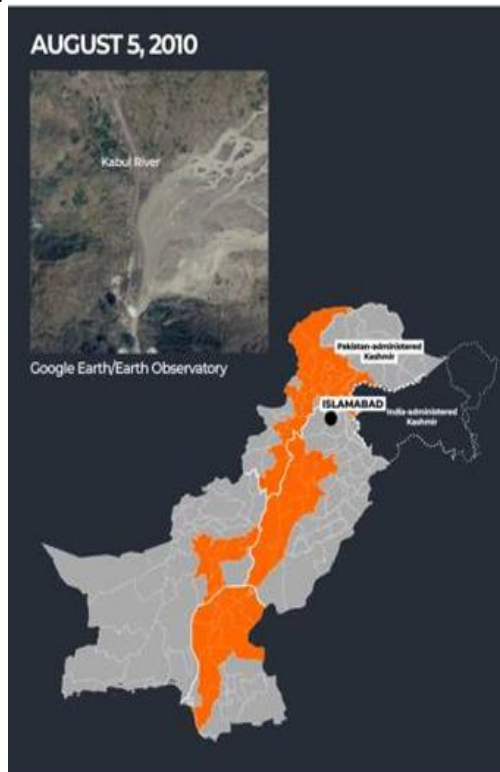 AUGUST 5, 2010
Kabul River
Google Earth/Earth Observatory
Pakistan-administered
Kashmir
ISLAMABAD
India-administered
Kashmir